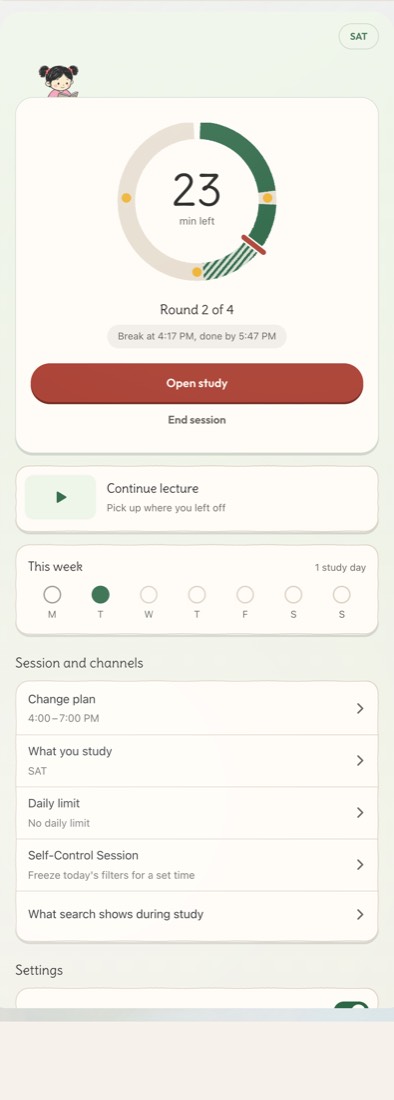 SAT
23
min left
Round 2 of 4
Break at 4:17 PM, done by 5:47 PM
Open study
End session
Continue lecture
Pick up where you left off
This week
1 study day
M T W T F S S
Session and channels
Change plan
4:00–7:00 PM
What you study
SAT
Daily limit
No daily limit
Self-Control Session
Freeze today's filters for a set time
What search shows during study
Settings